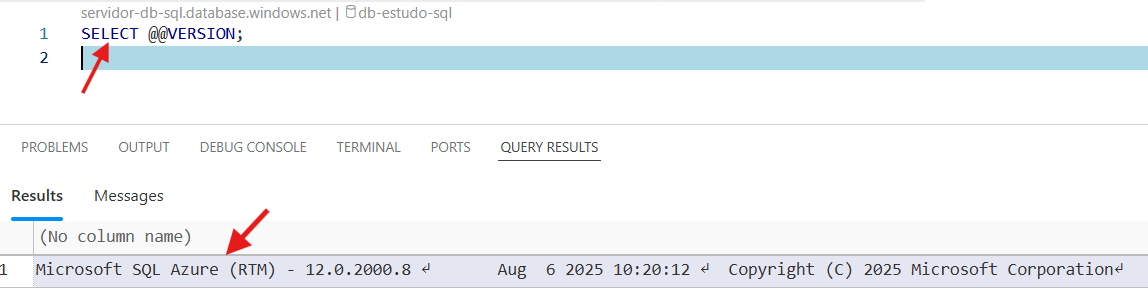 servidor-db-sql.database.windows.net | db-estudo-sql
1 SELECT @@VERSION;
2
PROBLEMS OUTPUT DEBUG CONSOLE TERMINAL PORTS QUERY RESULTS
Results Messages
(No column name)
1 Microsoft SQL Azure (RTM) - 12.0.2000.8 ↵ Aug 6 2025 10:20:12 ↵ Copyright (C) 2025 Microsoft Corporation↵